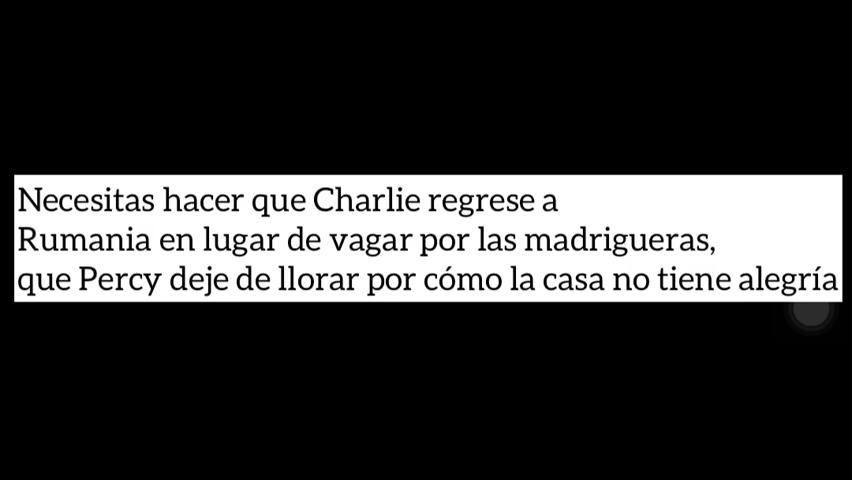 Necesitas hacer que Charlie regrese a
Rumania en lugar de vagar por las madrigueras,
que Percy deje de llorar por cómo la casa no tiene alegría